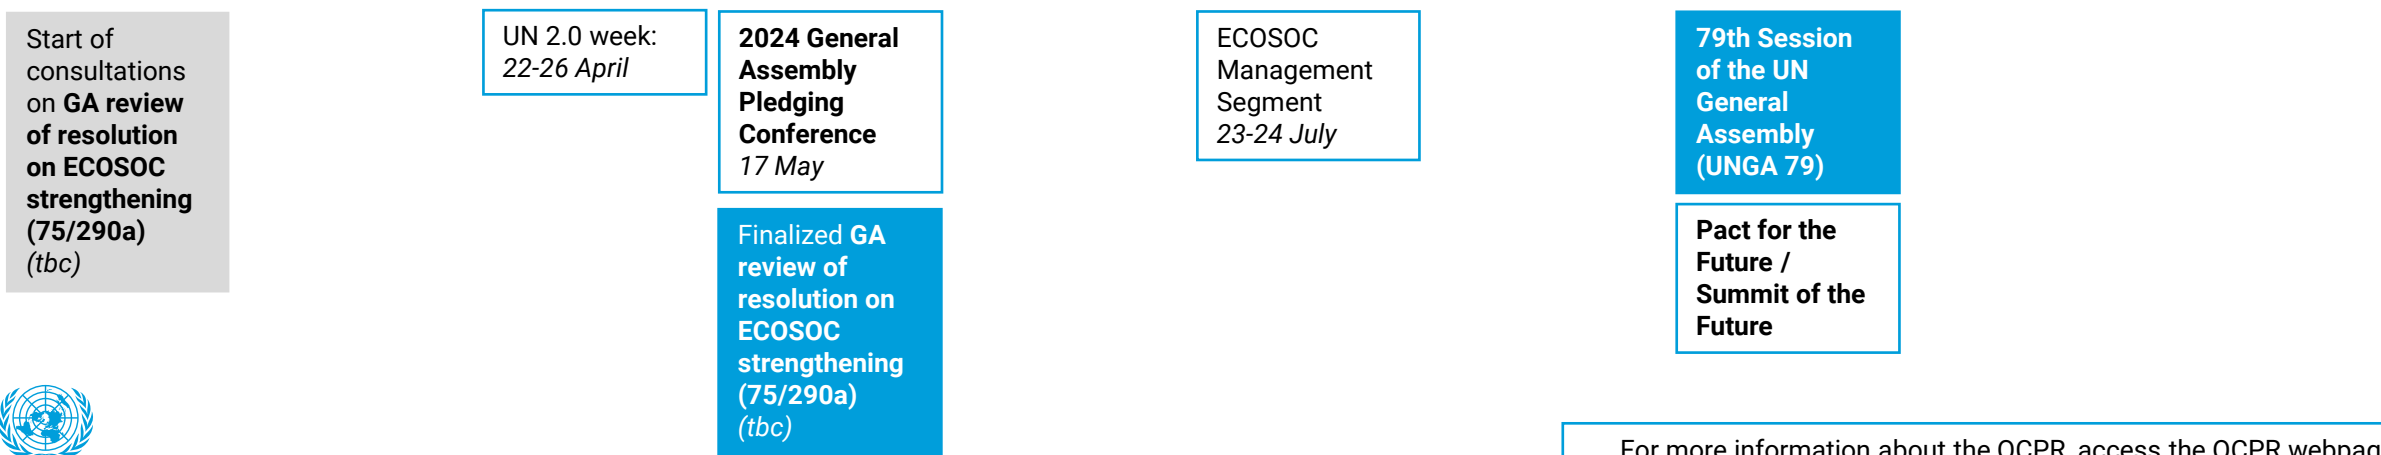 Start of
consultations
on GA review
of resolution
on ECOSOC
strengthening
(75/290a)
(tbc)
UN 2.0 week:
22-26 April
2024 General
Assembly
Pledging
Conference
17 May
Finalized GA
review of
resolution on
ECOSOC
strengthening
(75/290a)
(tbc)
ECOSOC
Management
Segment
23-24 July
79th Session
of the UN
General
Assembly
(UNGA 79)
Pact for the
Future /
Summit of the
Future
For more information about the QCPR, access the QCPR webpag